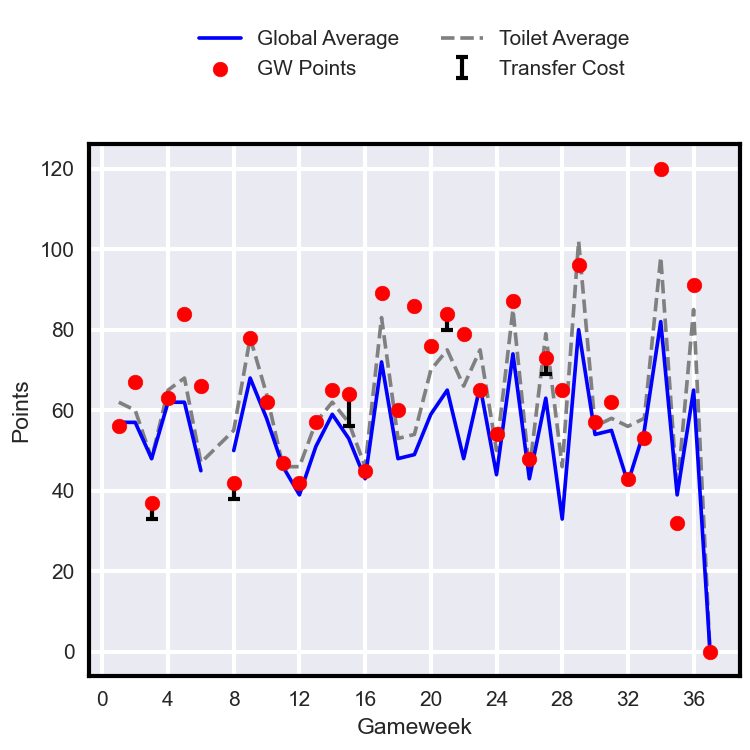 Global Average
Toilet Average
GW Points
Transfer Cost
120
100
80
60
40
20
0
Points
0 4 8 12 16 20 24 28 32 36
Gameweek